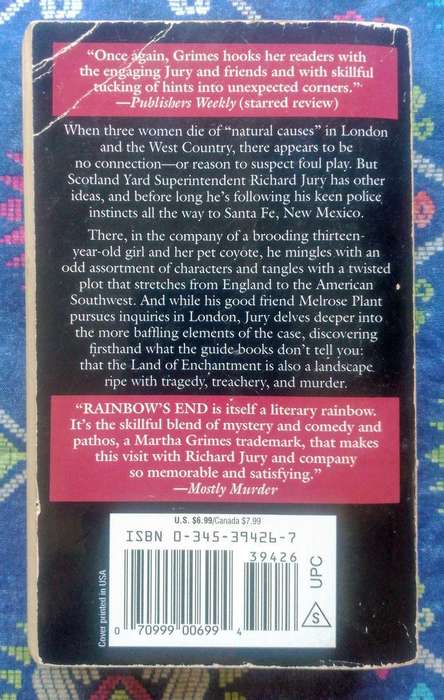 “Once again, Grimes hooks her readers with
the engaging Jury and friends and with skillful
tucking of hints into unexpected corners.”
—Publishers Weekly (starred review)
When three women die of “natural causes” in London
and the West Country, there appears to be
no connection—or reason to suspect foul play. But
Scotland Yard Superintendent Richard Jury has other
ideas, and before long he’s following his keen police
instincts all the way to Santa Fe, New Mexico.
There, in the company of a brooding thirteen-
year-old girl and her pet coyote, he mingles with an
odd assortment of characters and tangles with a twisted
plot that stretches from England to the American
Southwest. And while his good friend Melrose Plant
pursues inquiries in London, Jury delves deeper into
the more baffling elements of the case, discovering
firsthand what the guide books don’t tell you:
that the Land of Enchantment is also a landscape
ripe with tragedy, treachery, and murder.
“RAINBOW’S END is itself a literary rainbow.
It’s the skillful blend of mystery and comedy and
pathos, a Martha Grimes trademark, that makes
this visit with Richard Jury and company
so memorable and satisfying.”
—Mostly Murder
U.S. $6.99/Canada $7.99
ISBN 0-345-39426-7
39426
0 70999 00699 4
UPC
S
Cover printed in USA